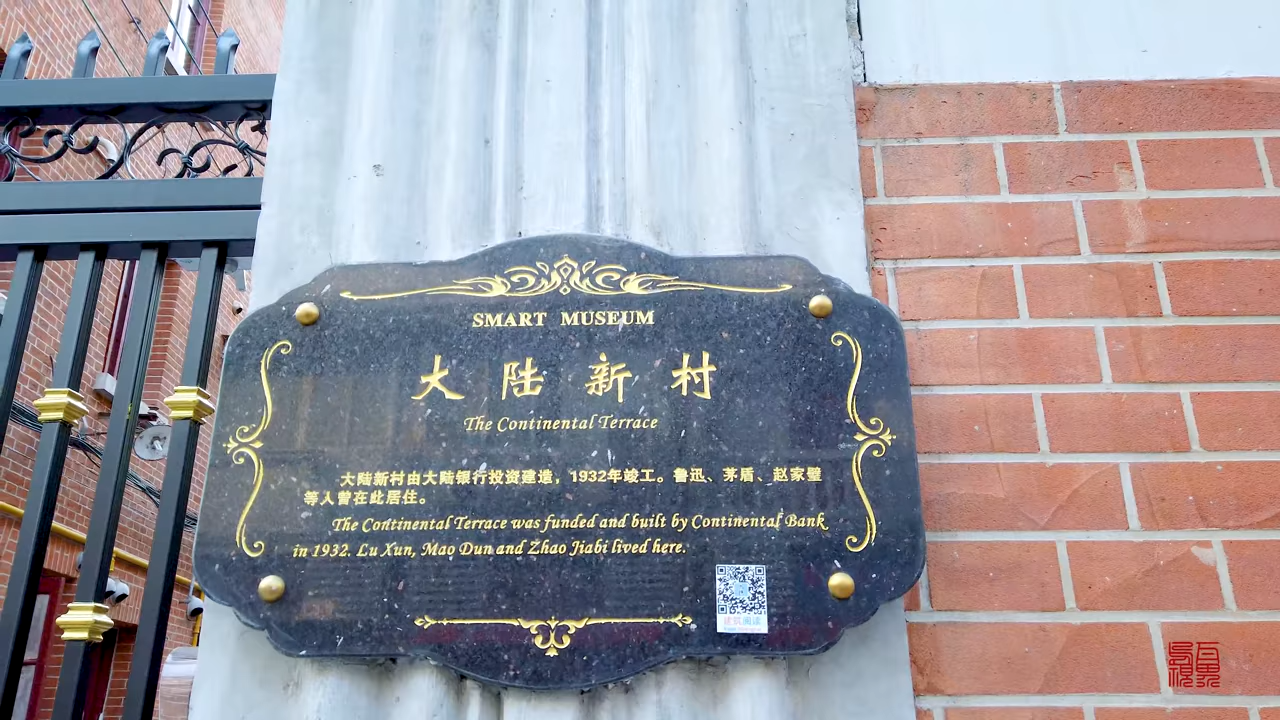 SMART MUSEUM
大陆新村
The Continental Terrace
大陆新村由大陆银行投资建造，1932年竣工。鲁迅、茅盾、赵家璧
等人曾在此居住。
The Continental Terrace was funded and built by Continental Bank
in 1932. Lu Xun, Mao Dun and Zhao Jiabi lived here.
建筑阅读